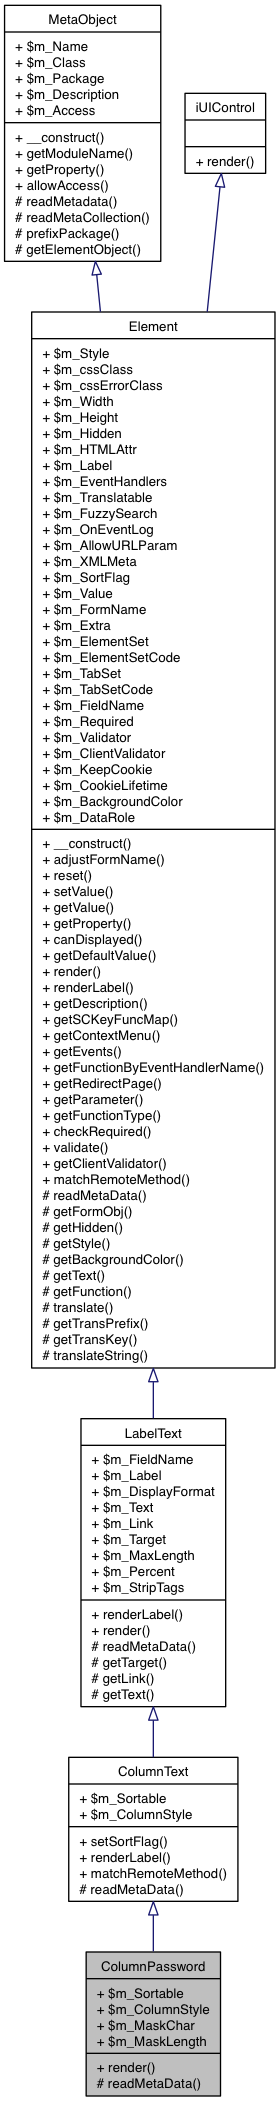 MetaObject
+ $m_Name
+ $m_Class
+ $m_Package
+ $m_Description
+ $m_Access
+ __construct()
+ getModuleName()
+ getProperty()
+ allowAccess()
# readMetadata()
# readMetaCollection()
# prefixPackage()
# getElementObject()
iUIControl
+ render()
Element
+ $m_Style
+ $m_cssClass
+ $m_cssErrorClass
+ $m_Width
+ $m_Height
+ $m_Hidden
+ $m_HTMLAttr
+ $m_Label
+ $m_EventHandlers
+ $m_Translatable
+ $m_FuzzySearch
+ $m_OnEventLog
+ $m_AllowURLParam
+ $m_XMLMeta
+ $m_SortFlag
+ $m_Value
+ $m_FormName
+ $m_Extra
+ $m_ElementSet
+ $m_ElementSetCode
+ $m_TabSet
+ $m_TabSetCode
+ $m_FieldName
+ $m_Required
+ $m_Validator
+ $m_ClientValidator
+ $m_KeepCookie
+ $m_CookieLifetime
+ $m_BackgroundColor
+ $m_DataRole
+ __construct()
+ adjustFormName()
+ reset()
+ setValue()
+ getValue()
+ getProperty()
+ canDisplayed()
+ getDefaultValue()
+ render()
+ renderLabel()
+ getDescription()
+ getSCKeyFuncMap()
+ getContextMenu()
+ getEvents()
+ getFunctionByEventHandlerName()
+ getRedirectPage()
+ getParameter()
+ getFunctionType()
+ checkRequired()
+ validate()
+ getClientValidator()
+ matchRemoteMethod()
# readMetaData()
# getFormObj()
# getHidden()
# getStyle()
# getBackgroundColor()
# getText()
# getFunction()
# translate()
# getTransPrefix()
# getTransKey()
# translateString()
LabelText
+ $m_FieldName
+ $m_Label
+ $m_DisplayFormat
+ $m_Text
+ $m_Link
+ $m_Target
+ $m_MaxLength
+ $m_Percent
+ $m_StripTags
+ renderLabel()
+ render()
# readMetaData()
# getTarget()
# getLink()
# getText()
ColumnText
+ $m_Sortable
+ $m_ColumnStyle
+ setSortFlag()
+ renderLabel()
+ matchRemoteMethod()
# readMetaData()
ColumnPassword
+ $m_Sortable
+ $m_ColumnStyle
+ $m_MaskChar
+ $m_MaskLength
+ render()
# readMetaData()